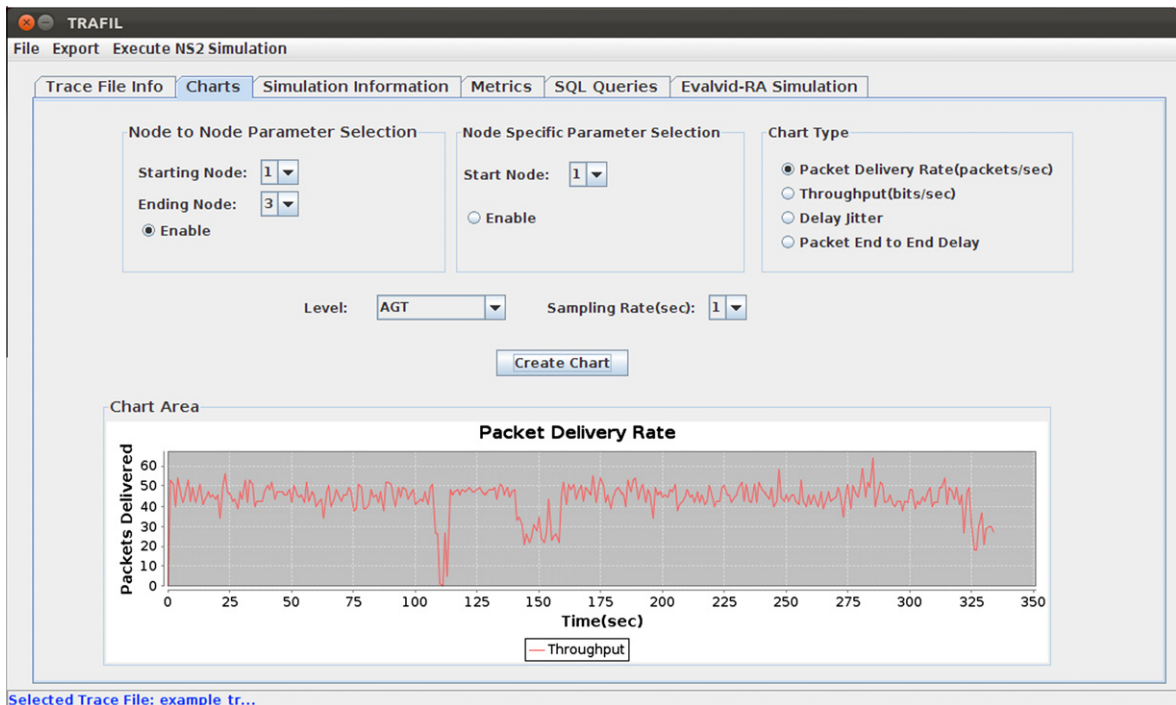 TRAFIL
File Export Execute NS2 Simulation
Trace File Info Charts Simulation Information Metrics SQL Queries Evalvid-RA Simulation
Node to Node Parameter Selection
Starting Node: 1
Ending Node: 3
Enable
Node Specific Parameter Selection
Start Node: 1
Enable
Chart Type
Packet Delivery Rate(packets/sec)
Throughput(bits/sec)
Delay Jitter
Packet End to End Delay
Level: AGT Sampling Rate(sec): 1
Create Chart
Chart Area
Packet Delivery Rate
Packets Delivered
60
50
40
30
20
10
0
0 25 50 75 100 125 150 175 200 225 250 275 300 325 350
Time(sec)
Throughput
Selected Trace File: example_tr...